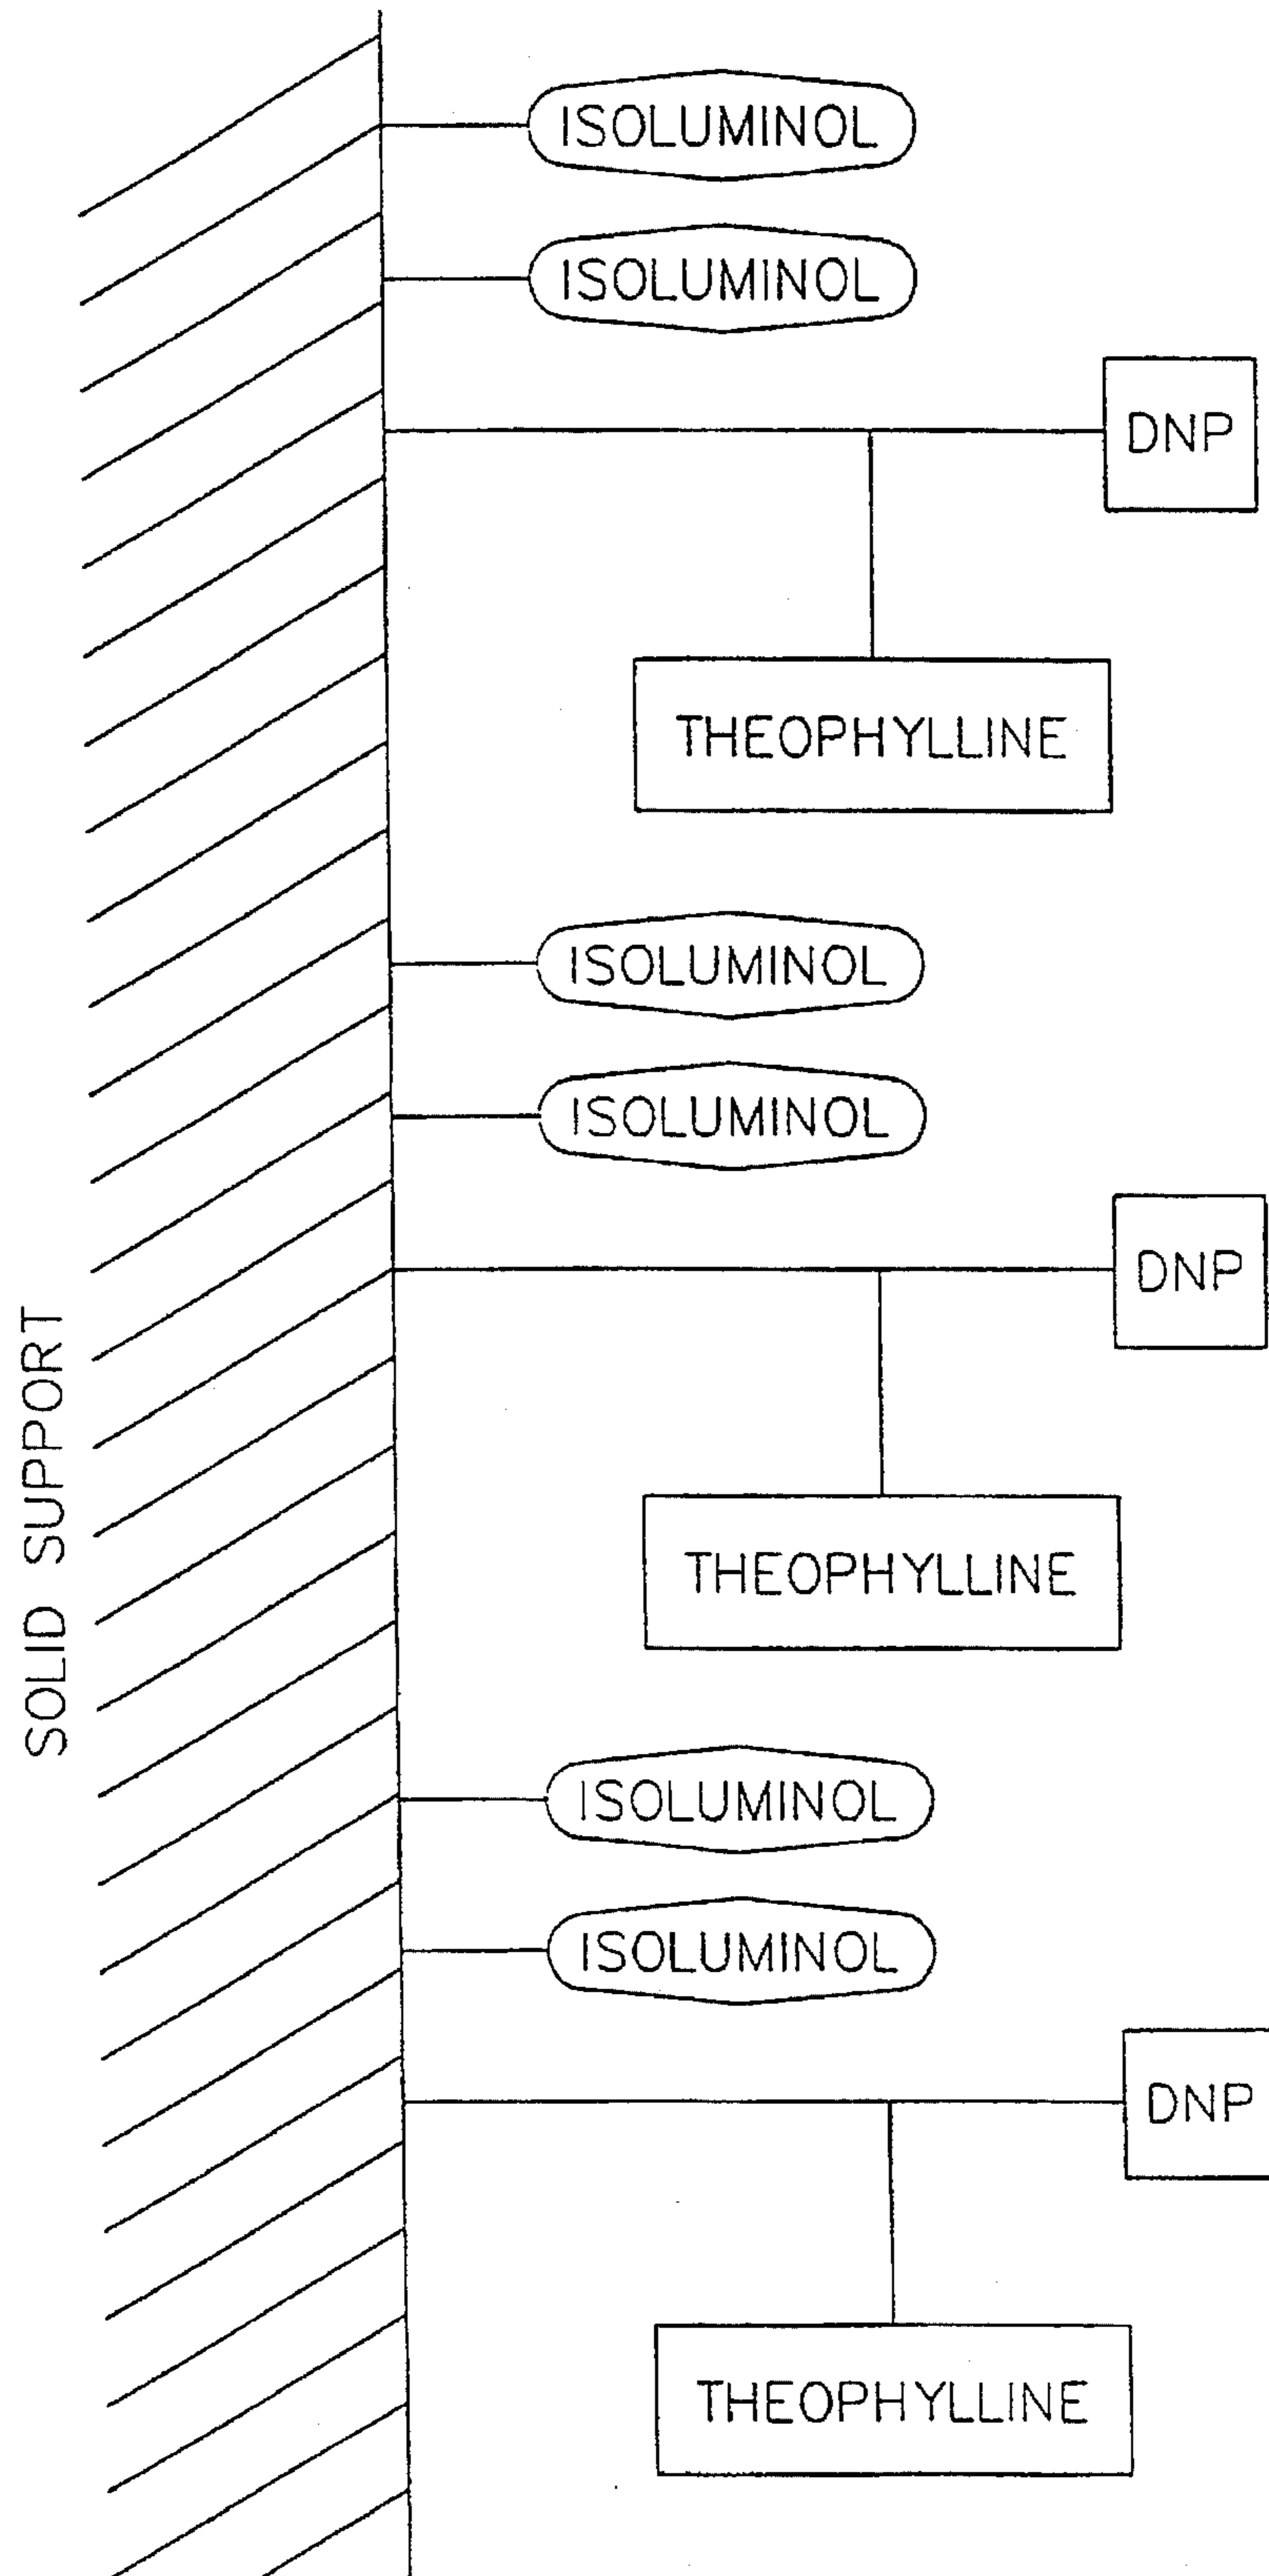 ISOLUMINOL
ISOLUMINOL
DNP
THEOPHYLLINE
ISOLUMINOL
ISOLUMINOL
DNP
SOLID SUPPORT
THEOPHYLLINE
ISOLUMINOL
ISOLUMINOL
DNP
THEOPHYLLINE